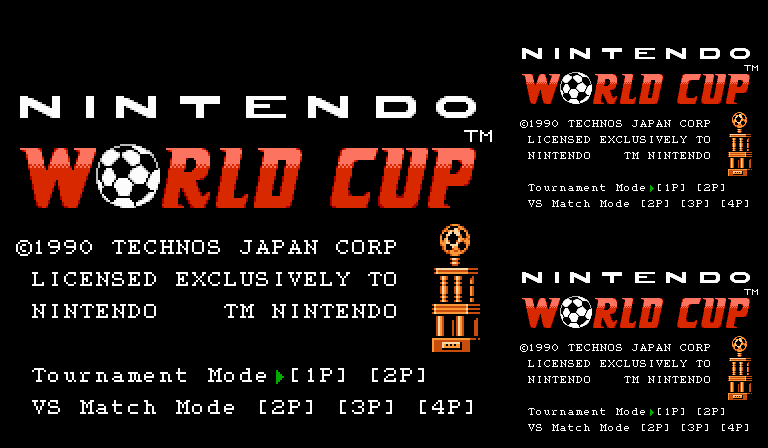 NINTENDO
TM
WORLD CUP
©1990 TECHNOS JAPAN CORP
LICENSED EXCLUSIVELY TO
NINTENDO TM NINTENDO
Tournament Mode [1P] [2P]
VS Match Mode [2P] [3P] [4P]
NINTENDO
TM
WORLD CUP
©1990 TECHNOS JAPAN CORP
LICENSED EXCLUSIVELY TO
NINTENDO TM NINTENDO
Tournament Mode [1P] [2P]
VS Match Mode [2P] [3P] [4P]
NINTENDO
TM
WORLD CUP
©1990 TECHNOS JAPAN CORP
LICENSED EXCLUSIVELY TO
NINTENDO TM NINTENDO
Tournament Mode [1P] [2P]
VS Match Mode [2P] [3P] [4P]